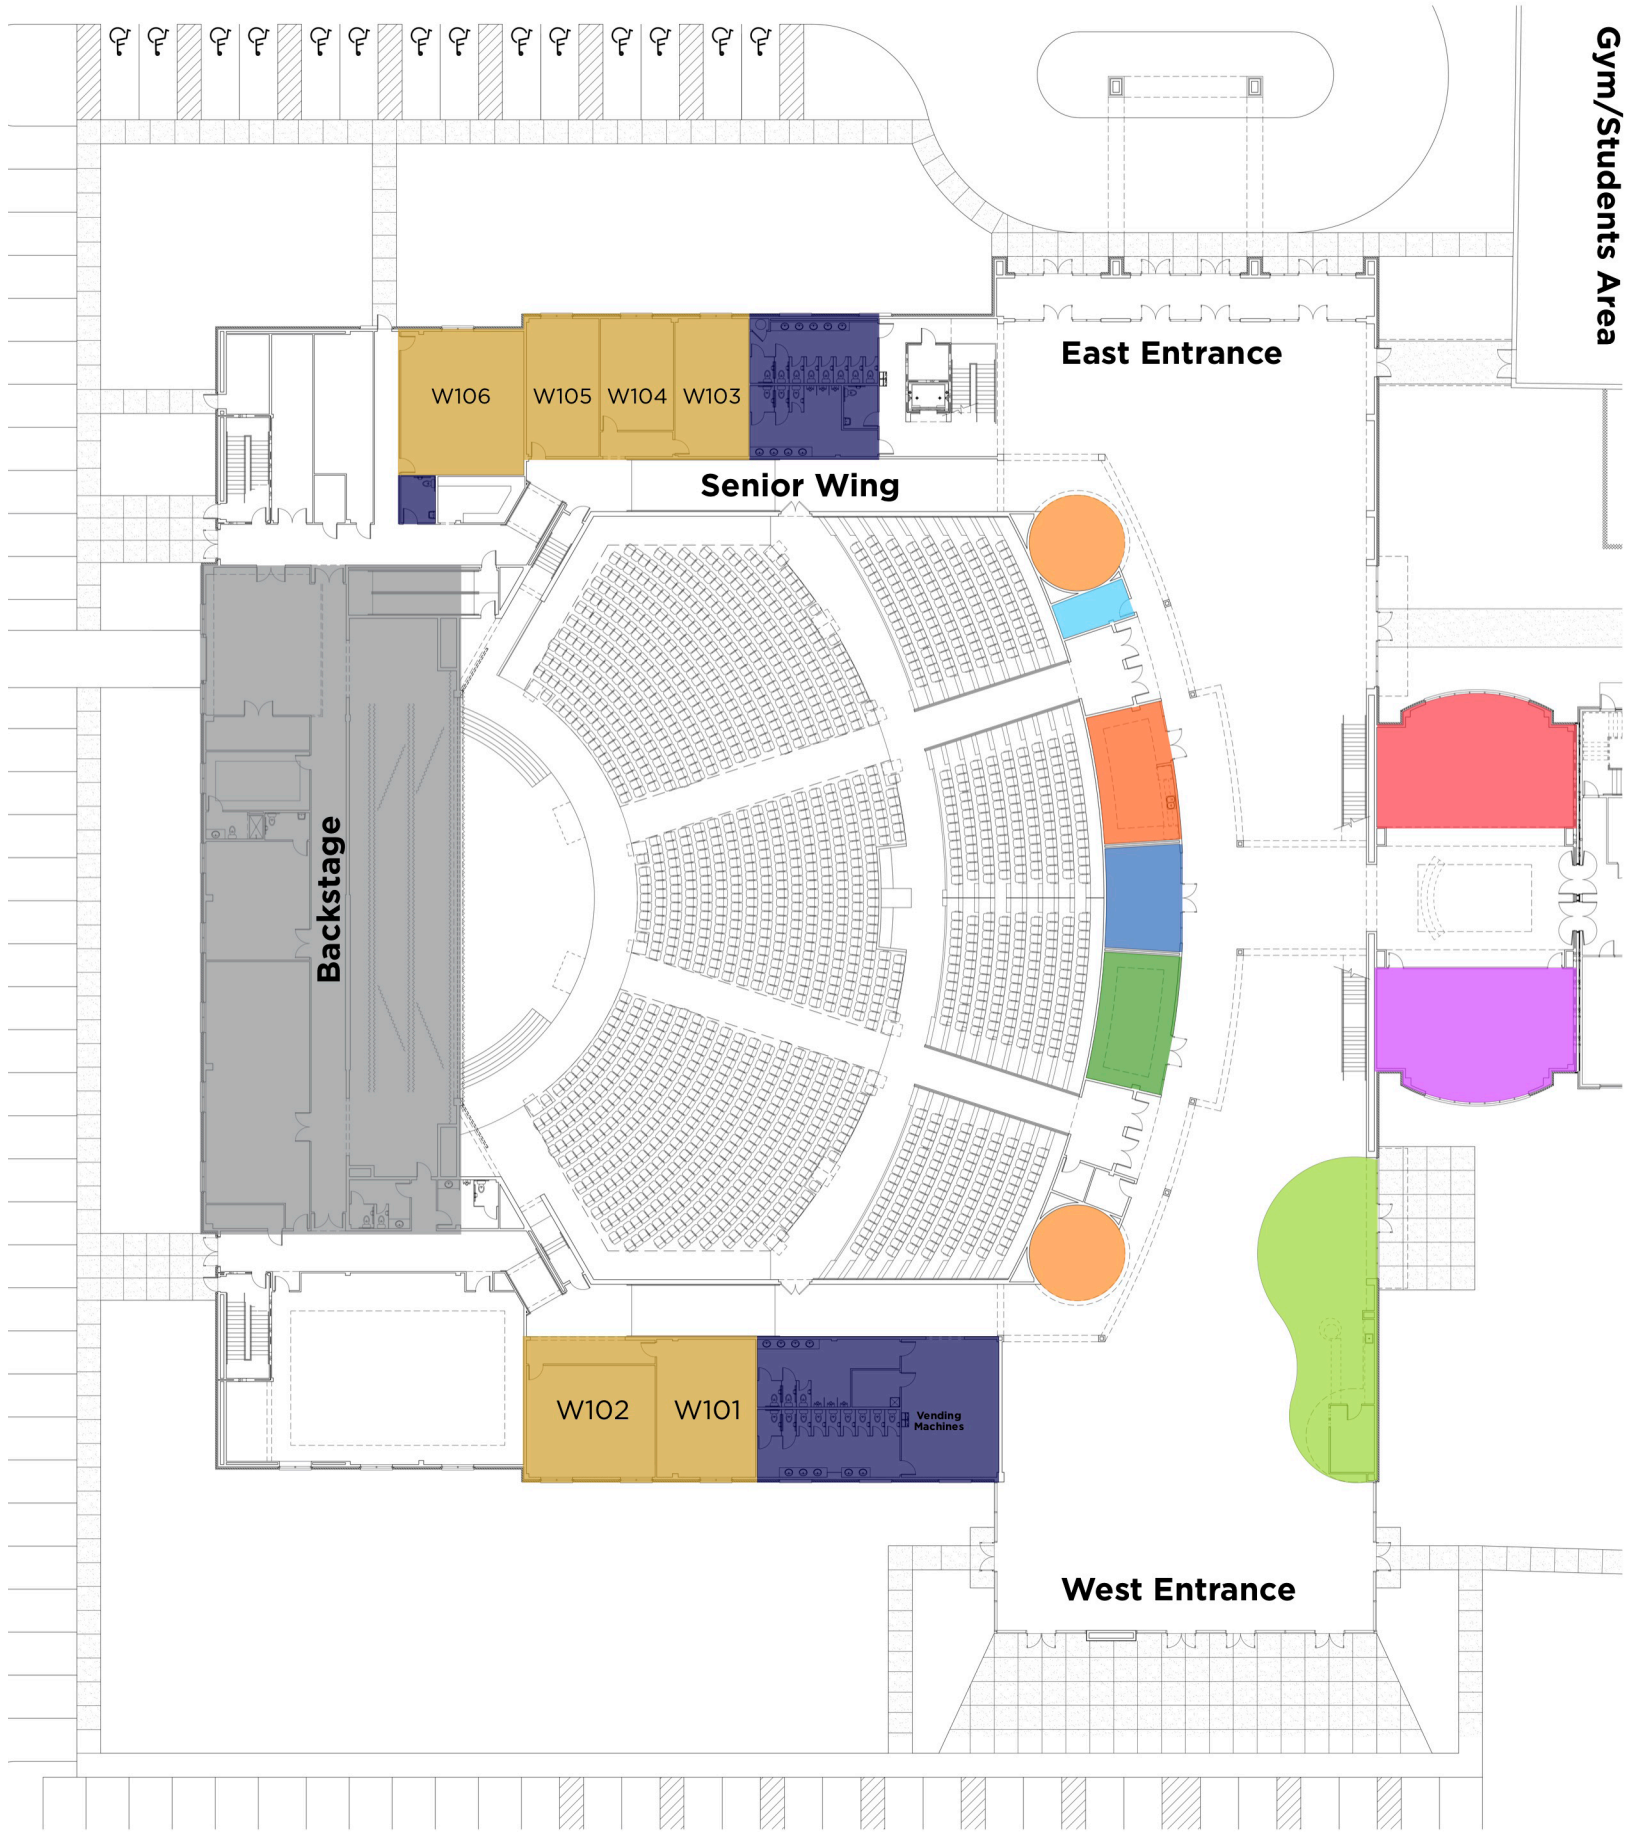 Gym/Students Area
East Entrance
W106
W105
W104
W103
Senior Wing
Backstage
W102
W101
Vending
Machines
West Entrance